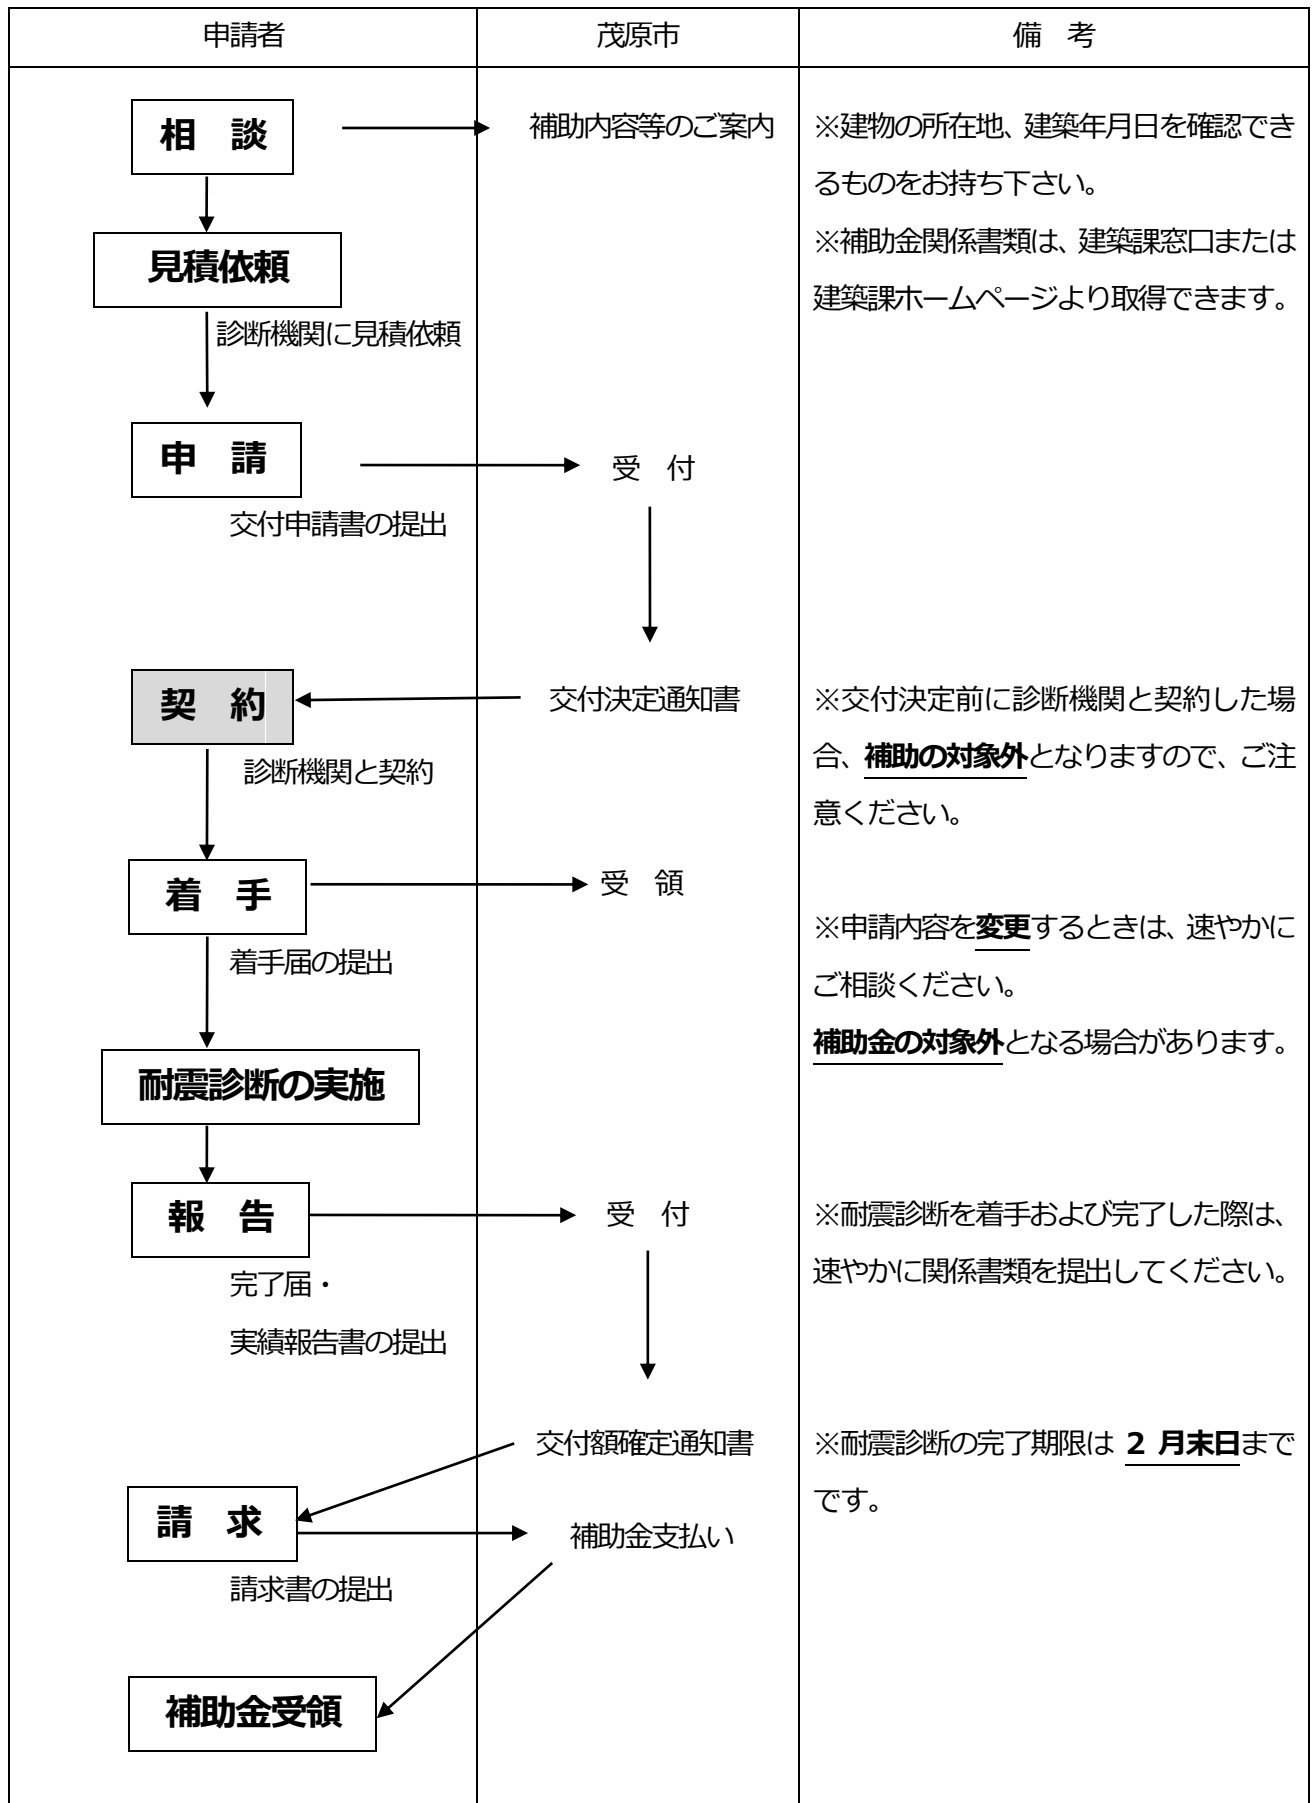 申請者
茂原市
備　考
相　談
補助内容等のご案内
※建物の所在地、建築年月日を確認でき
るものをお持ち下さい。
※補助金関係書類は、建築課窓口または
建築課ホームページより取得できます。
見積依頼
診断機関に見積依頼
申　請
受　付
交付申請書の提出
契　約
交付決定通知書
※交付決定前に診断機関と契約した場
合、補助の対象外となりますので、ご注
意ください。
診断機関と契約
着　手
受　領
着手届の提出
※申請内容を変更するときは、速やかに
ご相談ください。
補助金の対象外となる場合があります。
耐震診断の実施
報　告
受　付
※耐震診断を着手および完了した際は、
速やかに関係書類を提出してください。
完了届・
実績報告書の提出
交付額確定通知書
※耐震診断の完了期限は 2 月末日まで
です。
請　求
補助金支払い
請求書の提出
補助金受領